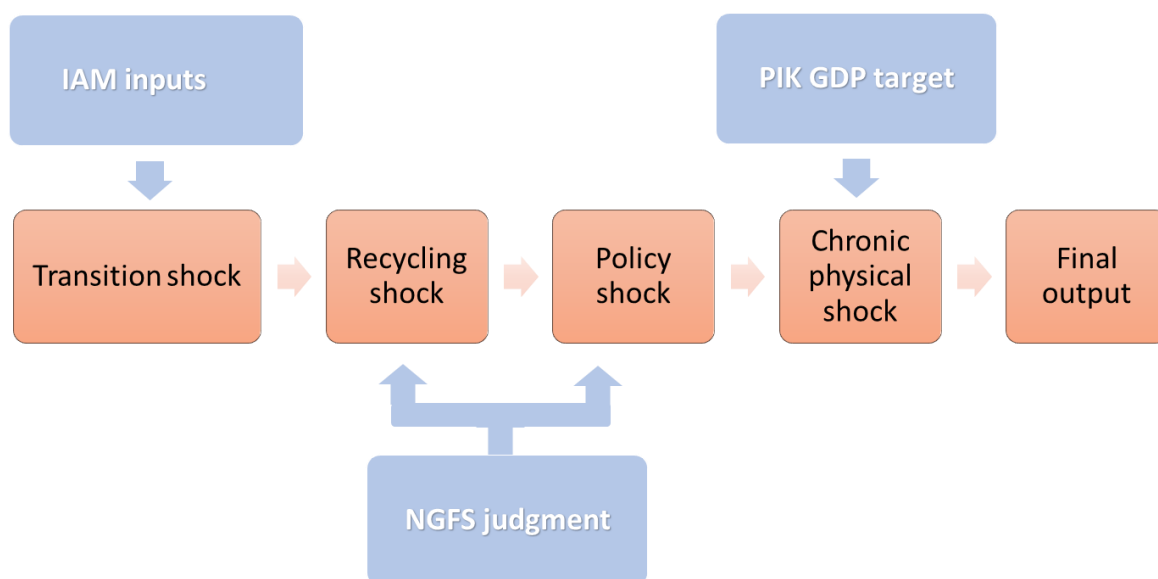 IAM inputs
PIK GDP target
Transition shock
Recycling
shock
Policy
shock
Chronic
physical
shock
Final
output
NGFS judgment